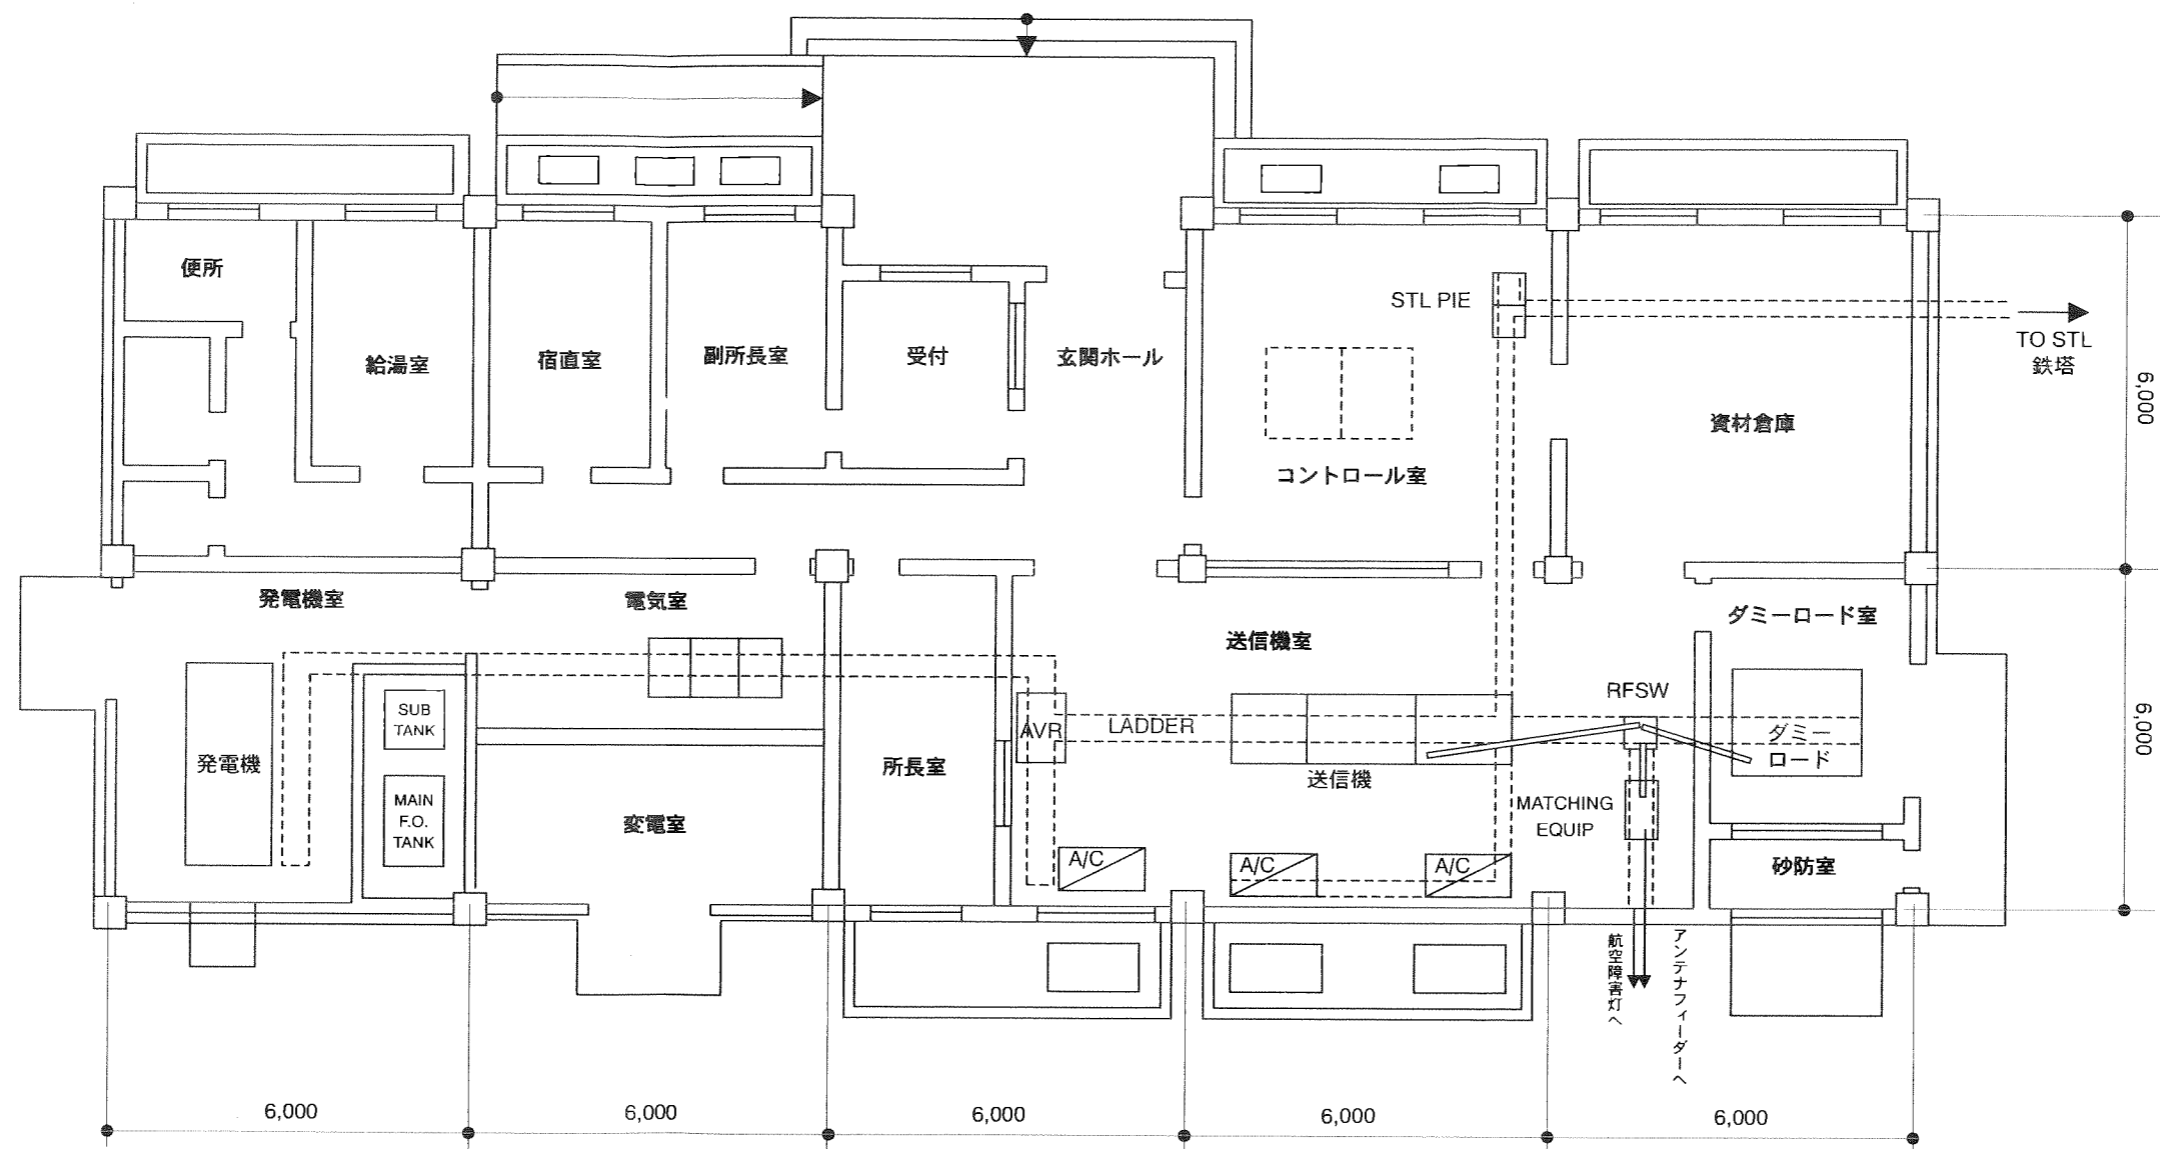 便所
給湯室
宿直室
副所長室
受付
玄関ホール
STL PIE
コントロール室
資材倉庫
TO STL
鉄塔
6,000
発電機室
電気室
送信機室
ダミーロード室
SUB
TANK
発電機
MAIN
F.O.
TANK
変電室
所長室
AVR
LADDER
送信機
RFSW
ダミー
ロード
MATCHING
EQUIP
6,000
A/C
A/C
A/C
砂防室
航空障害灯へ
アンテナフィーダーへ
6,000
6,000
6,000
6,000
6,000